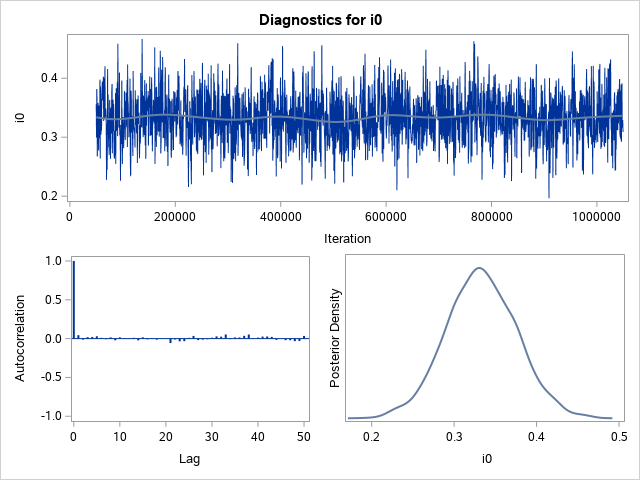 Diagnostics for i0
0.4
0.3
0.2
i0
0 200000 400000 600000 800000 1000000
Iteration
1.0
0.5
0.0
-0.5
-1.0
Autocorrelation
0 10 20 30 40 50
Lag
Posterior Density
0.2 0.3 0.4 0.5
i0